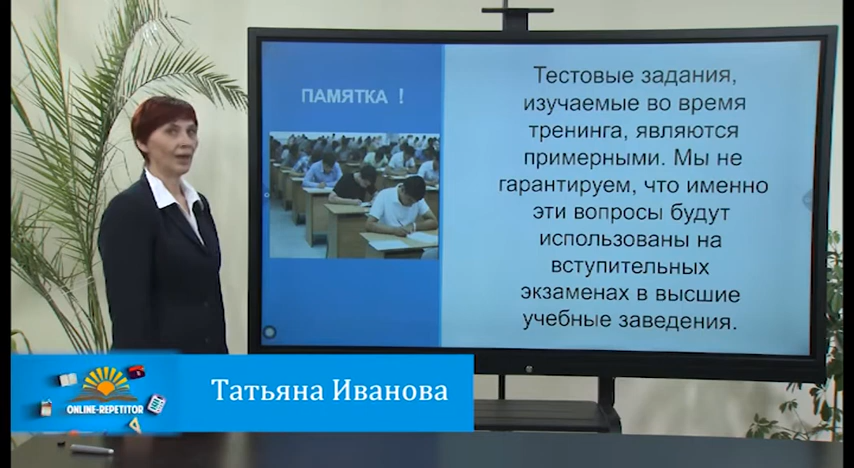 ПАМЯТКА !
Тестовые задания,
изучаемые во время
тренинга, являются
примерными. Мы не
гарантируем, что именно
эти вопросы будут
использованы на
вступительных
экзаменах в высшие
учебные заведения.
Татьяна Иванова
ONLINE-REPETITOR